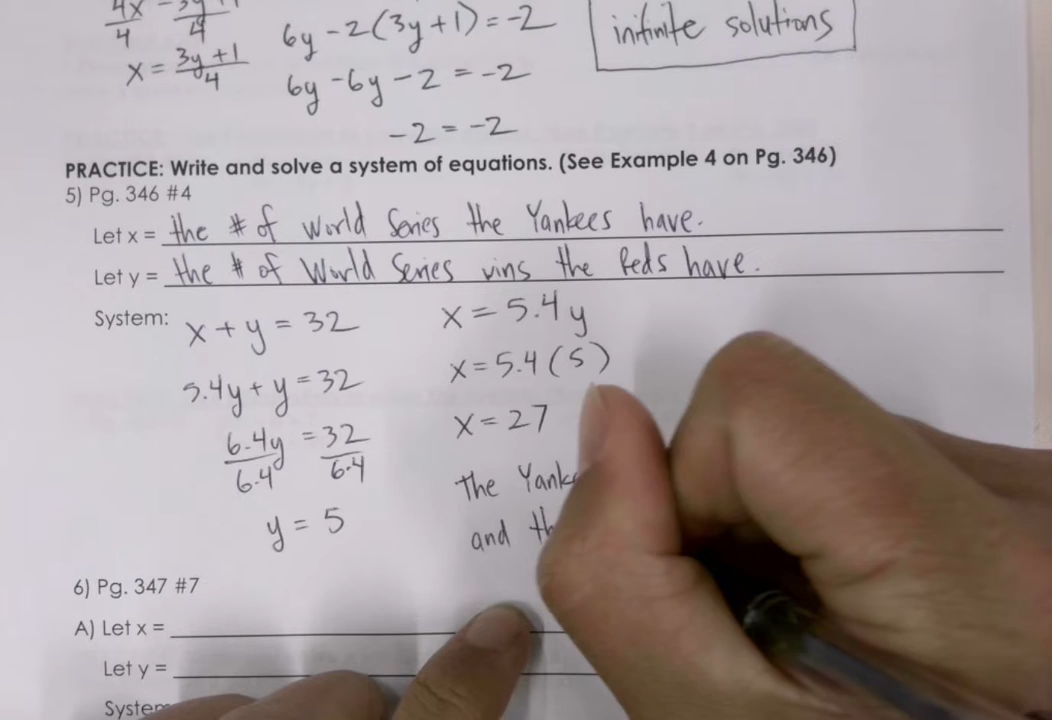 4x
4 4
x = 3y+1
4
6y - 2(3y+1) = -2
6y - 6y - 2 = -2
-2 = -2
infinite solutions
PRACTICE: Write and solve a system of equations. (See Example 4 on Pg. 346)
5) Pg. 346 #4
Let x = the # of World Series the Yankees have.
Let y = the # of World Series wins the Reds have.
System: x + y = 32
5.4y + y = 32
6.4y = 32
6.4 6.4
y = 5
x = 5.4y
x = 5.4(5)
x = 27
the
and
6) Pg. 347 #7
A) Let x =
Let y =